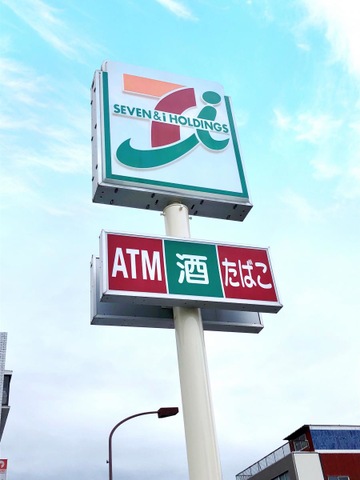 SEVEN & i HOLDINGS
ATM 酒 たばこ